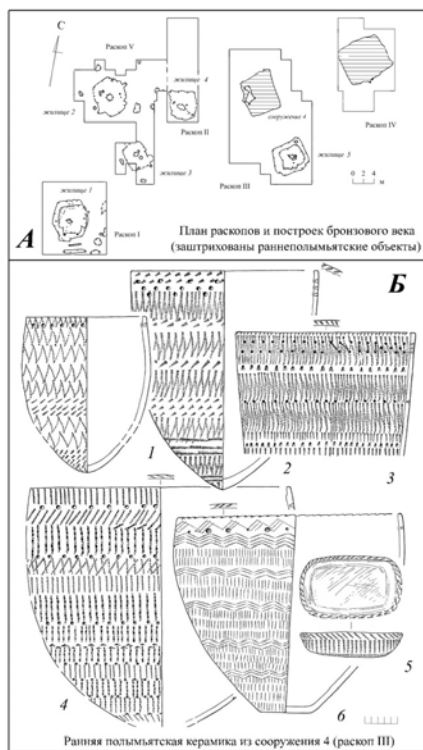 С
Раскоп V
Раскоп IV
жилище 4
жилище 2
Раскоп II
сооружение 4
жилище 3
жилище 5
жилище 1
Раскоп III
0 2 4
м
Раскоп I
А
План раскопов и построек бронзового века
(заштрихованы раннеполымьятские объекты)
Б
1
2
3
4
5
6
Ранняя полымьятская керамика из сооружения 4 (раскоп III)